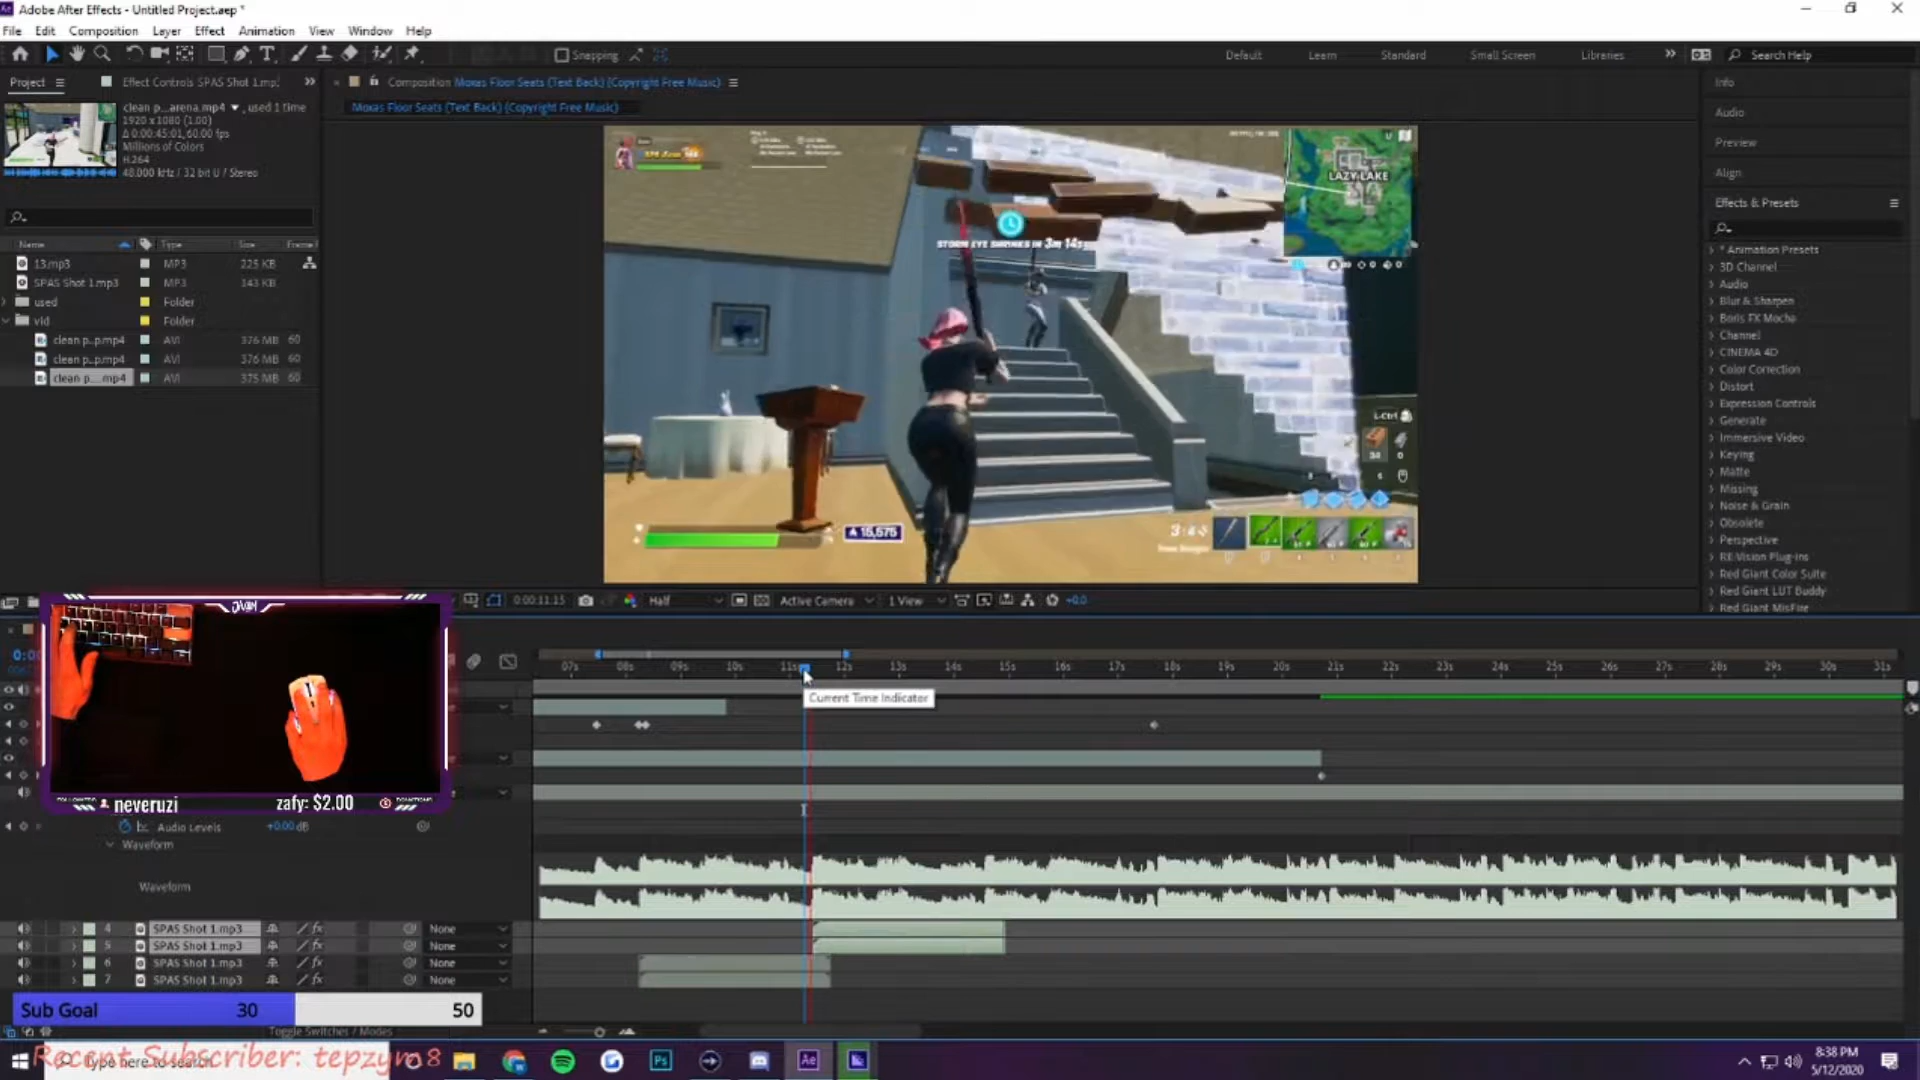 Adobe After Effects - Untitled Project.aep *
File Edit Composition Layer Effect Animation View Window Help
Snapping Default Learn Standard Small Screen Libraries Search Help
Project Effect Controls SPAS Shot 1.mp3 Composition Moxas Floor Seats (Text Back) (Copyright Free Music)
clean p...arena.mp4 , used 1 time
1920 x 1080 (1.00)
Δ 0:00:45:01, 60.00 fps
Millions of Colors
H.264
48.000 kHz / 32 bit U / Stereo
Moxas Floor Seats (Text Back) (Copyright Free Music)
Name Type Size Frame
13.mp3 MP3 225 KB
SPAS Shot 1.mp3 MP3 143 KB
used Folder
vid Folder
clean p...p.mp4 AVI 376 MB 60
clean p...p.mp4 AVI 376 MB 60
clean p....mp4 AVI 375 MB 60
LAZY LAKE
STORM EYE SHRINKS IN 3m 14s
L-Ctrl
15,575
Info
Audio
Preview
Align
Effects & Presets
* Animation Presets
3D Channel
Audio
Blur & Sharpen
Boris FX Mocha
Channel
CINEMA 4D
Color Correction
Distort
Expression Controls
Generate
Immersive Video
Keying
Matte
Missing
Noise & Grain
Obsolete
Perspective
RE:Vision Plug-ins
Red Giant Color Suite
Red Giant LUT Buddy
Red Giant MisFire
0:00:11:15 Half Active Camera 1 View +0.0
07s 08s 09s 10s 11s 12s 13s 14s 15s 16s 17s 18s 19s 20s 21s 22s 23s 24s 25s 26s 27s 28s 29s 30s 31s
Current Time Indicator
neveruzi zafy: $2.00
Audio Levels +0.00 dB
Waveform
Waveform
4 SPAS Shot 1.mp3 None
5 SPAS Shot 1.mp3 None
6 SPAS Shot 1.mp3 None
7 SPAS Shot 1.mp3 None
Sub Goal 30 50
Toggle Switches / Modes
Type here to search
Recent Subscriber: tepzym8
Ps Ae
8:38 PM
5/12/2020